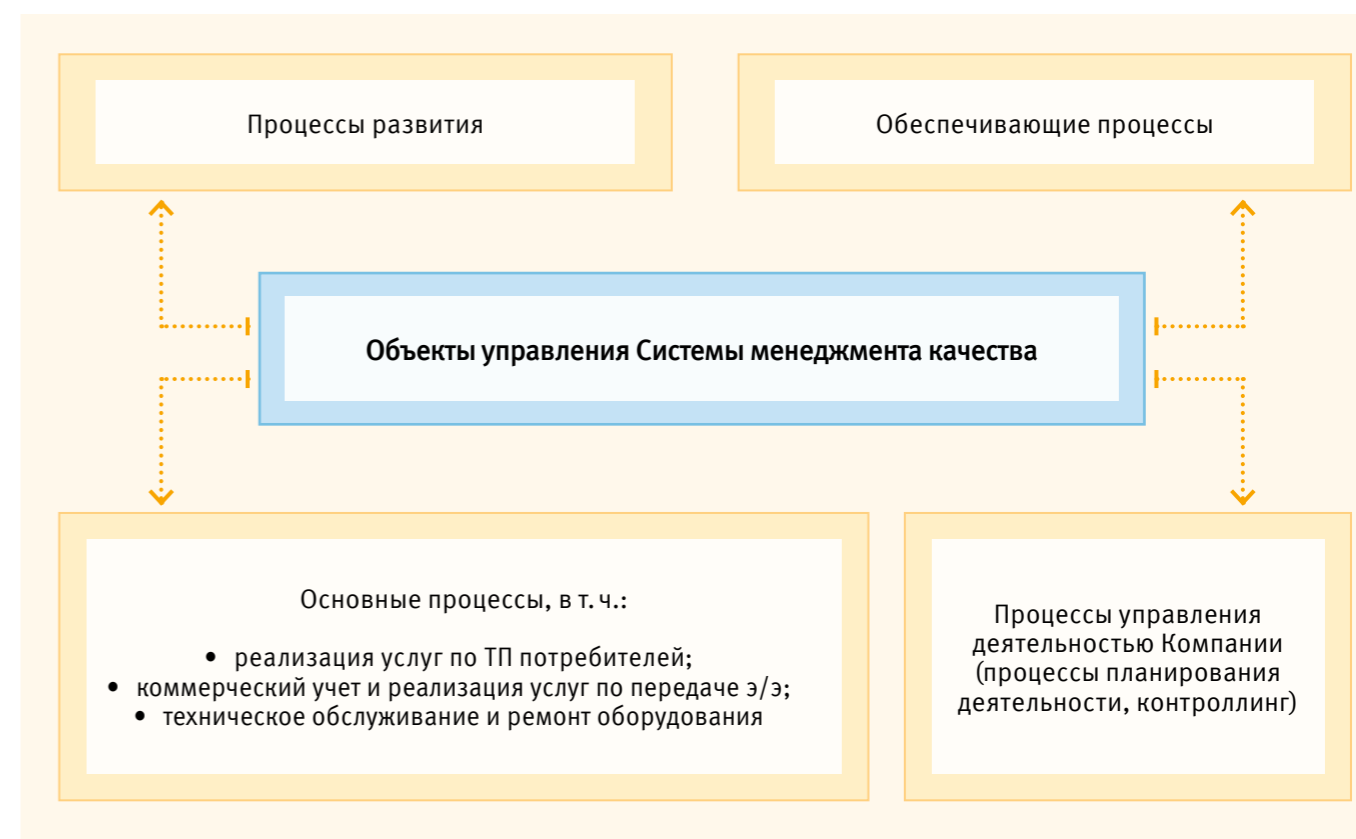 Процессы развития
Обеспечивающие процессы
Объекты управления Системы менеджмента качества
Основные процессы, в т. ч.:
• реализация услуг по ТП потребителей;
• коммерческий учет и реализация услуг по передаче э/э;
• техническое обслуживание и ремонт оборудования
Процессы управления
деятельностью Компании
(процессы планирования
деятельности, контроллинг)